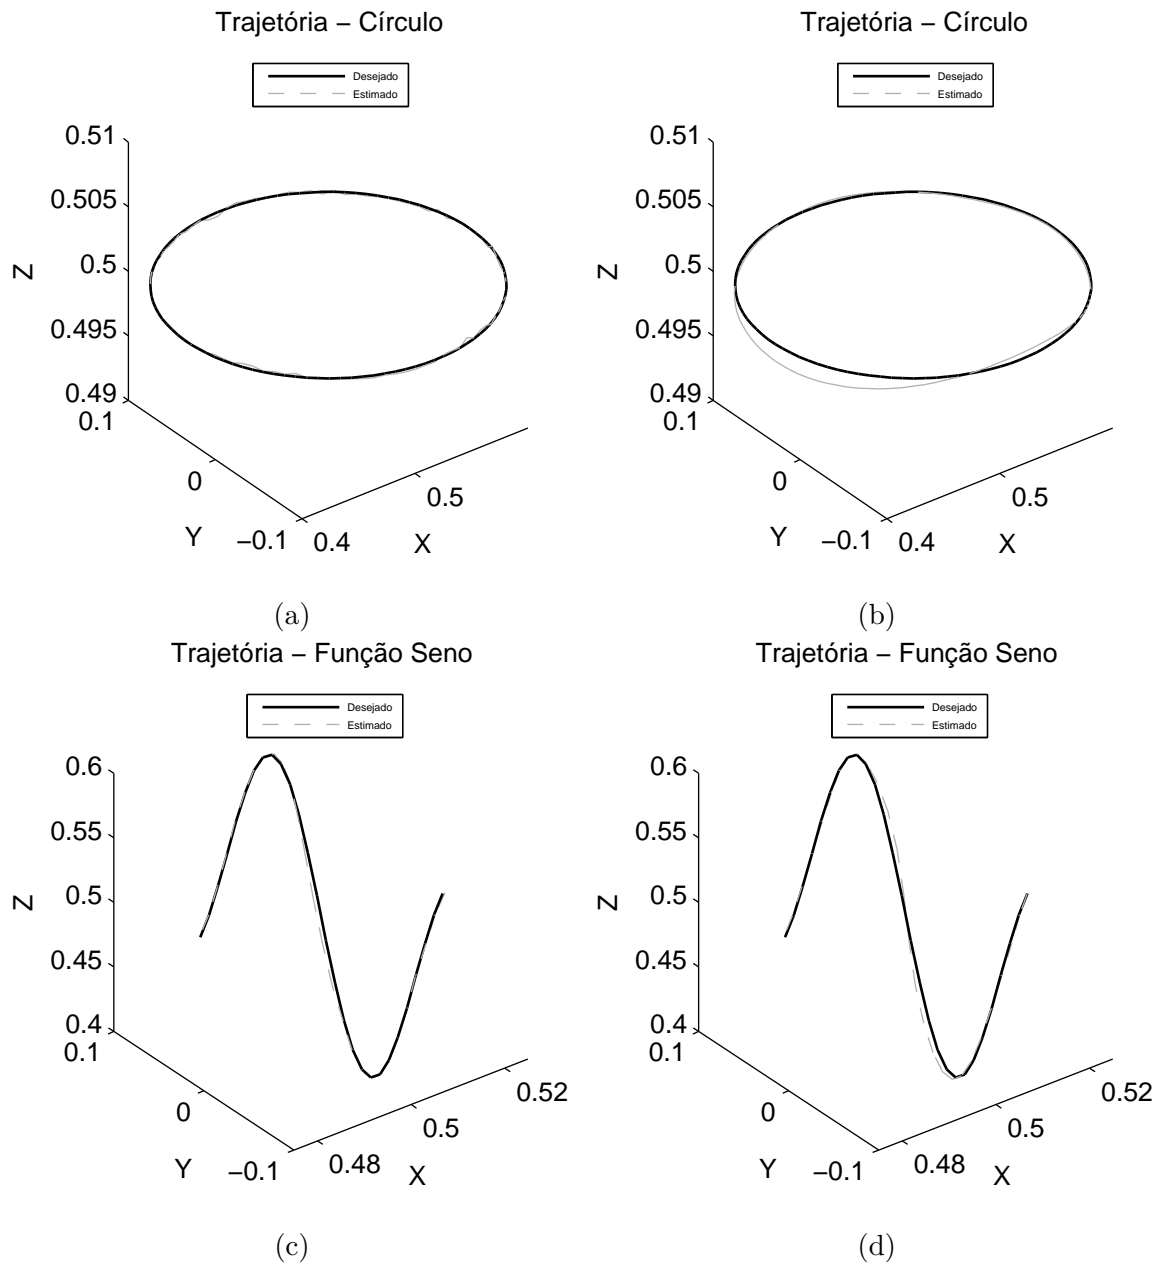 Trajetória – Círculo
Desejado
Estimado
0.51
0.505
0.5
0.495
0.49
Z
0.1
0
−0.1
Y
0.4
0.5
X
(a)
Trajetória – Círculo
Desejado
Estimado
0.51
0.505
0.5
0.495
0.49
Z
0.1
0
−0.1
Y
0.4
0.5
X
(b)
Trajetória – Função Seno
Desejado
Estimado
0.6
0.55
0.5
0.45
0.4
Z
0.1
0
−0.1
Y
0.48
0.5
0.52
X
(c)
Trajetória – Função Seno
Desejado
Estimado
0.6
0.55
0.5
0.45
0.4
Z
0.1
0
−0.1
Y
0.48
0.5
0.52
X
(d)